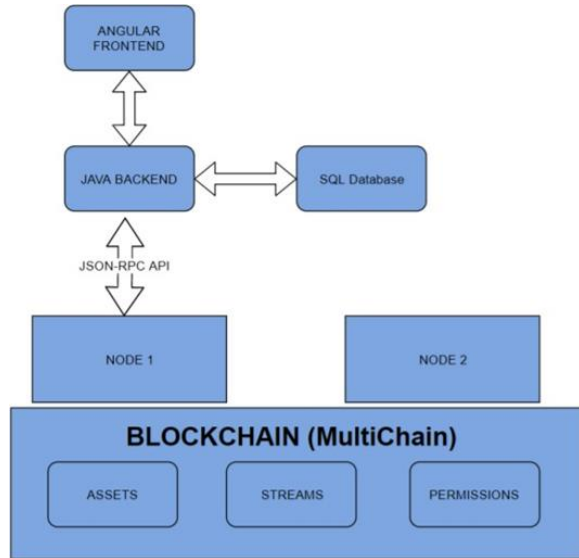 ANGULAR
FRONTEND
JAVA BACKEND
SQL Database
JSON-RPC API
NODE 1
NODE 2
BLOCKCHAIN (MultiChain)
ASSETS
STREAMS
PERMISSIONS